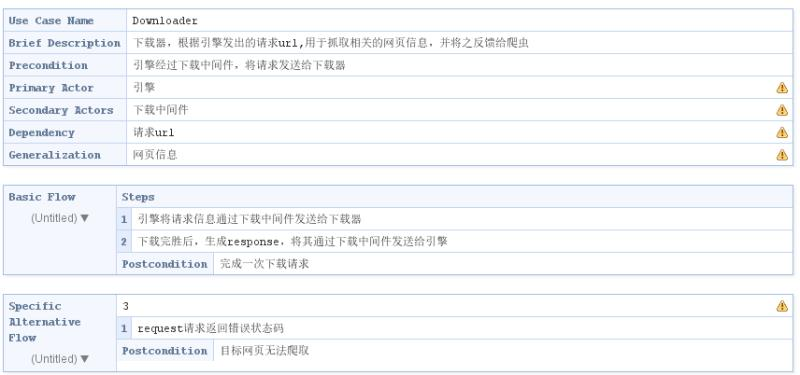 Use Case Name Downloader
Brief Description 下载器，根据引擎发出的请求url,用于抓取相关的网页信息，并将之反馈给爬虫
Precondition 引擎经过下载中间件，将请求发送给下载器
Primary Actor 引擎
Secondary Actors 下载中间件
Dependency 请求url
Generalization 网页信息
Basic Flow Steps
(Untitled) ▼ 1 引擎将请求信息通过下载中间件发送给下载器
2 下载完胜后，生成response，将其通过下载中间件发送给引擎
Postcondition 完成一次下载请求
Specific 3
Alternative
Flow 1 request请求返回错误状态码
(Untitled) ▼ Postcondition 目标网页无法爬取